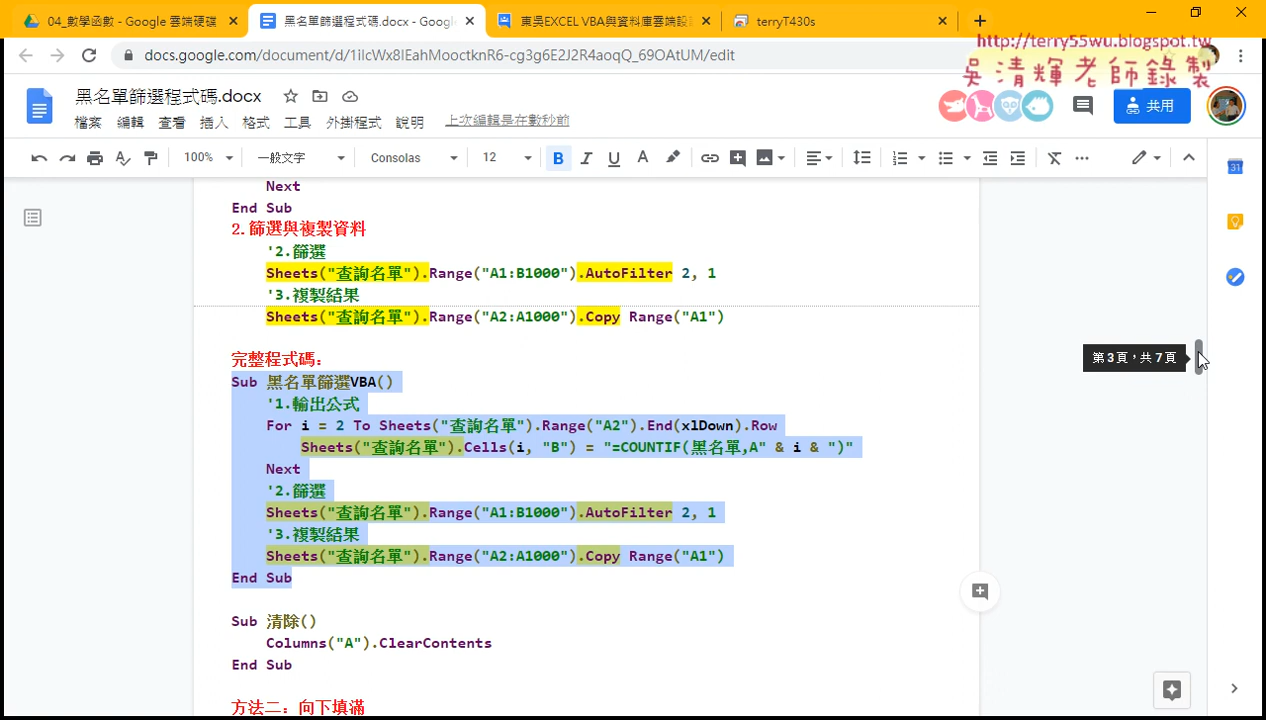 04_數學函數 - Google 雲端硬碟
黑名單篩選程式碼.docx - Goog
東吳EXCEL VBA與資料庫雲端設
terryT430s
docs.google.com/document/d/1iIcWx8lEahMooctknR6-cg3g6E2J2R4aoqQ_69OAtUM/edit
http://terry55wu.blogspot.tw
吳清輝老師錄製
黑名單篩選程式碼.docx
檔案 編輯 查看 插入 格式 工具 外掛程式 說明 上次編輯是在數秒前
共用
100% 一般文字 Consolas 12 B I U A
31
Next
End Sub
2.篩選與複製資料
'2.篩選
Sheets("查詢名單").Range("A1:B1000").AutoFilter 2, 1
'3.複製結果
Sheets("查詢名單").Range("A2:A1000").Copy Range("A1")
完整程式碼：
第 3 頁，共 7 頁
Sub 黑名單篩選VBA()
'1.輸出公式
For i = 2 To Sheets("查詢名單").Range("A2").End(xlDown).Row
Sheets("查詢名單").Cells(i, "B") = "=COUNTIF(黑名單,A" & i & ")"
Next
'2.篩選
Sheets("查詢名單").Range("A1:B1000").AutoFilter 2, 1
'3.複製結果
Sheets("查詢名單").Range("A2:A1000").Copy Range("A1")
End Sub
Sub 清除()
Columns("A").ClearContents
End Sub
方法二：向下填滿